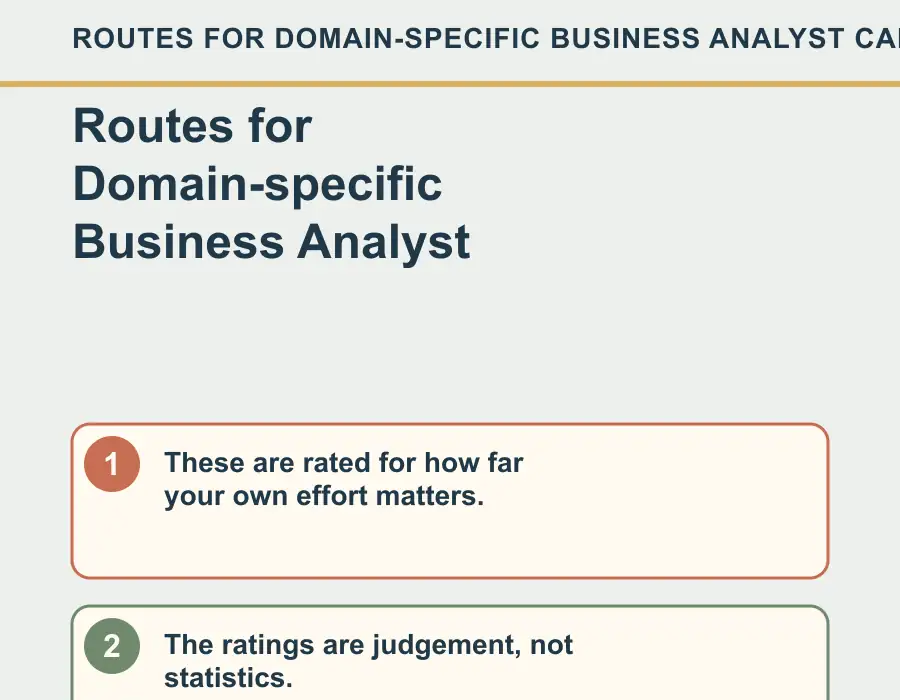 ROUTES FOR DOMAIN-SPECIFIC BUSINESS ANALYST
Routes for
Domain-specific
Business Analyst
1
These are rated for how far
your own effort matters.
2
The ratings are judgement, not
statistics.